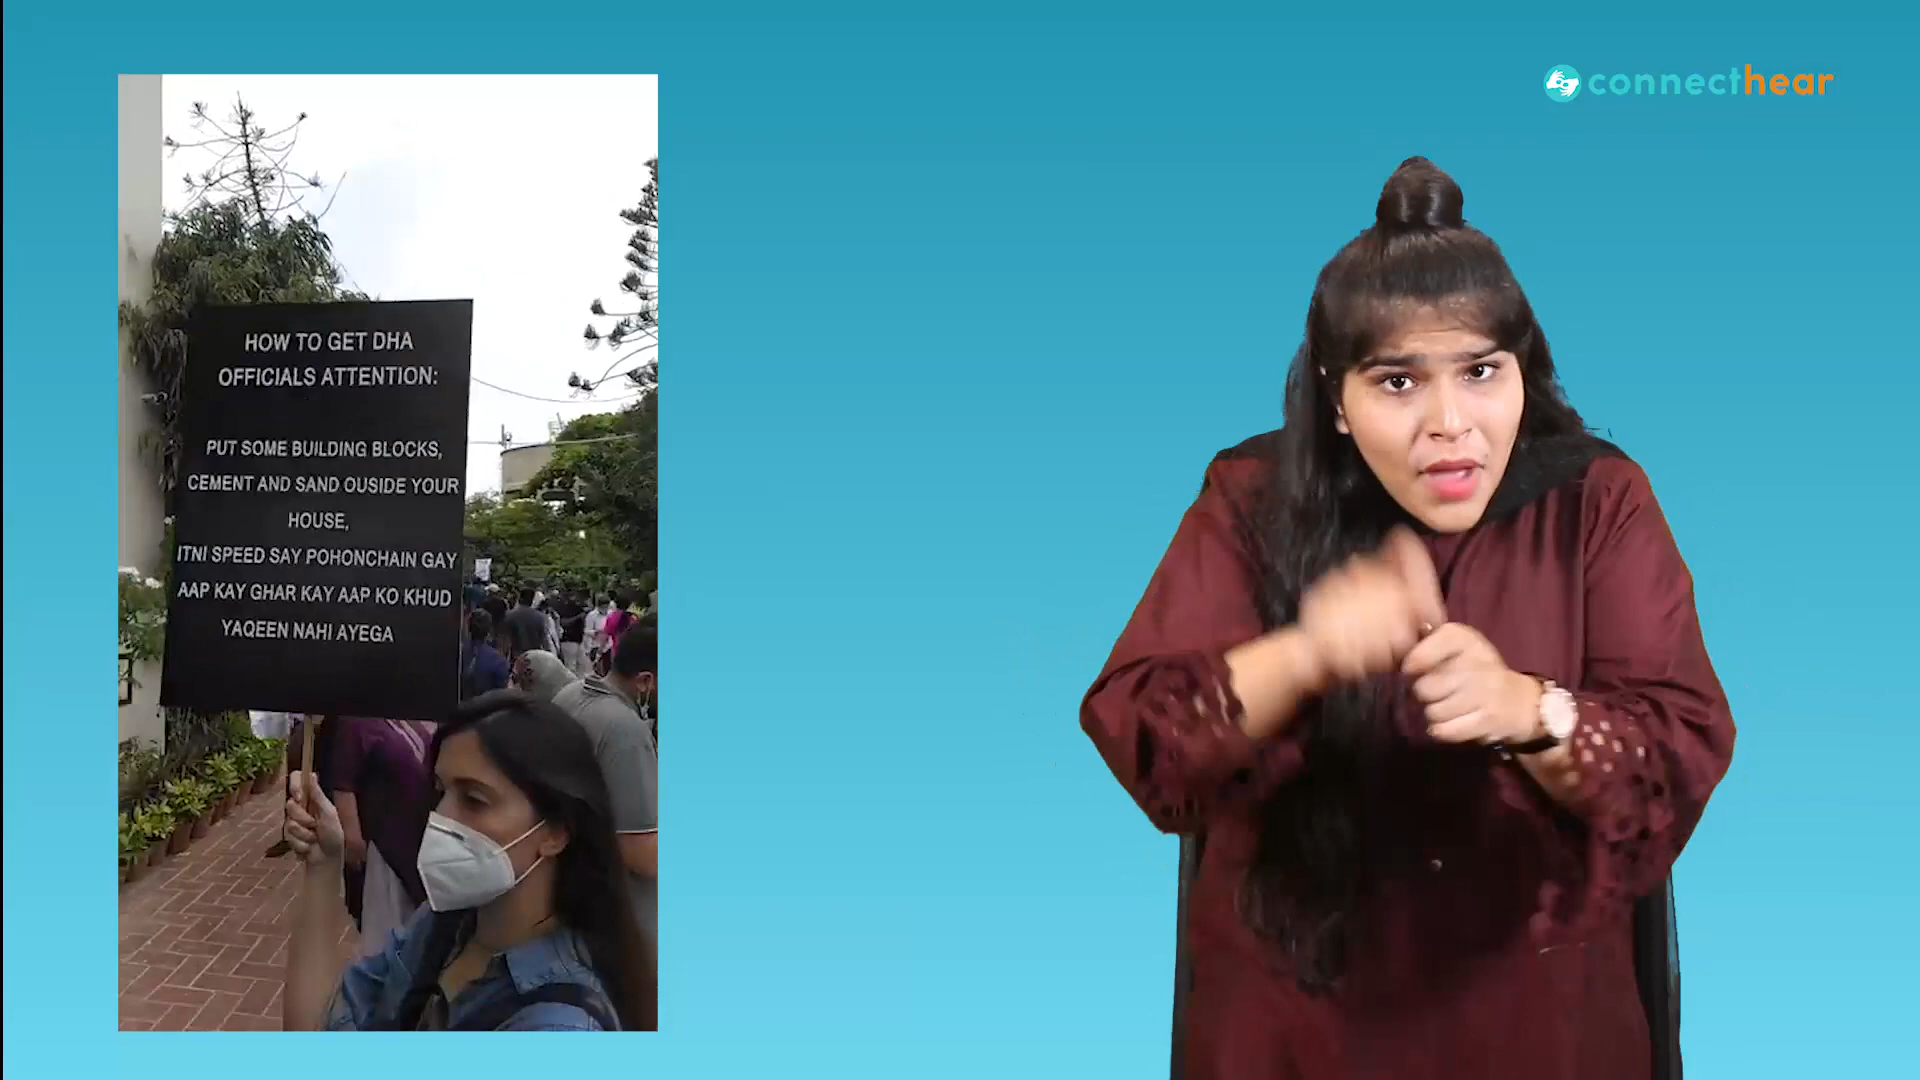 connecthear
HOW TO GET DHA
OFFICIALS ATTENTION:
PUT SOME BUILDING BLOCKS,
CEMENT AND SAND OUSIDE YOUR
HOUSE,
ITNI SPEED SAY POHONCHAIN GAY
AAP KAY GHAR KAY AAP KO KHUD
YAQEEN NAHI AYEGA